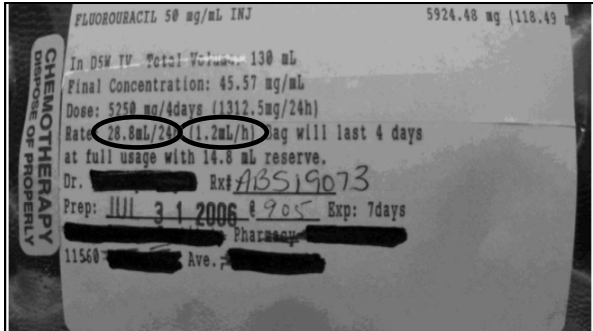 FLUOROURACIL 50 mg/mL INJ 5924.48 mg (118.49
In D5W IV Total Volume: 130 mL
Final Concentration: 45.57 mg/mL
Dose: 5250 mg/4days (1312.5mg/24h)
Rate 28.8mL/24 (1.2mL/h) Bag will last 4 days
at full usage with 14.8 mL reserve.
Dr. Rx# ABS19073
Prep: JUL 31 2006 @ 905 Exp: 7days
Pharmacy
11560 Ave.,
CHEMOTHERAPY
DISPOSE OF PROPERLY